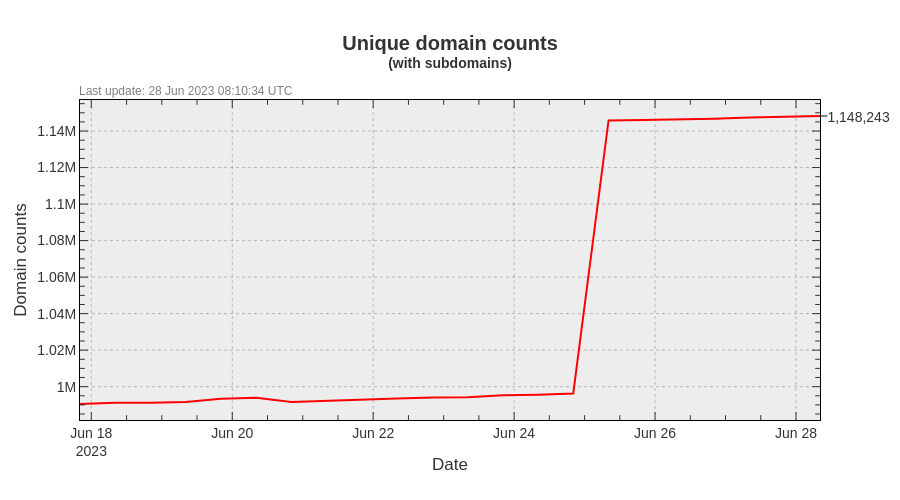 Unique domain counts
(with subdomains)
Last update: 28 Jun 2023 08:10:34 UTC
1.14M
1,148,243
1.12M
1.1M
1.08M
1.06M
1.04M
1.02M
1M
Domain counts
Jun 18 Jun 20 Jun 22 Jun 24 Jun 26 Jun 28
2023
Date